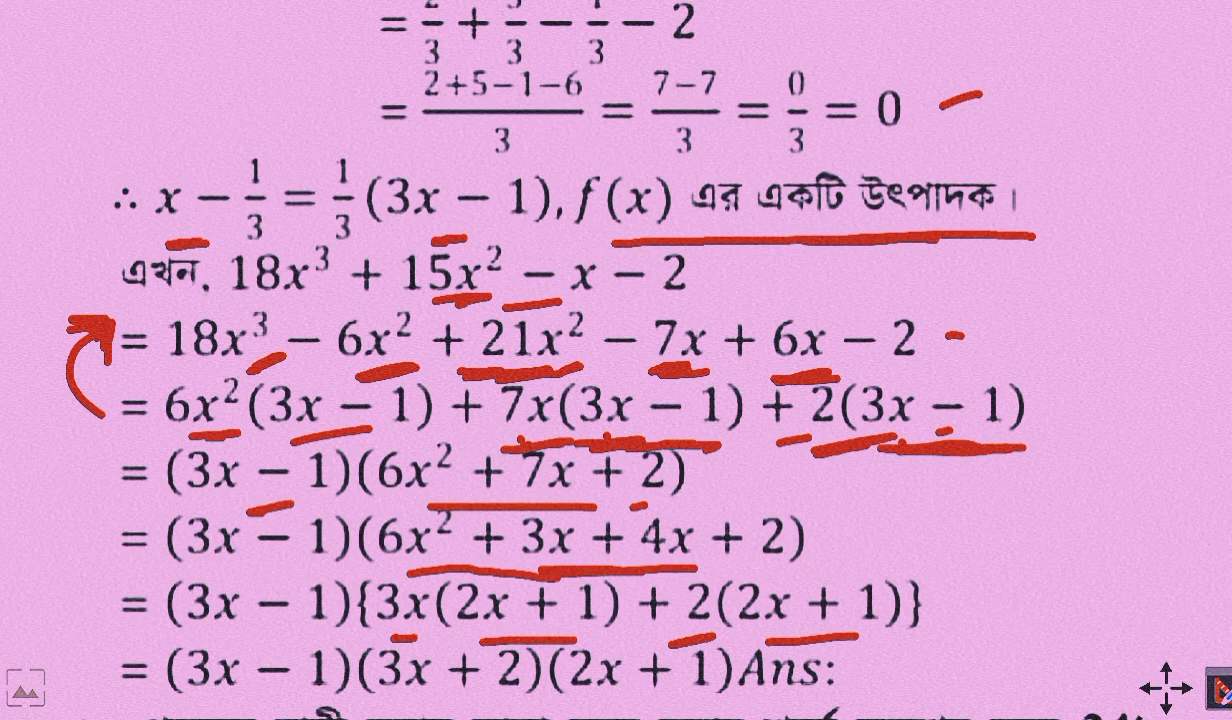 = 2/3 + 5/3 − 1/3 − 2
= (2+5−1−6)/3 = (7−7)/3 = 0/3 = 0
∴ x − 1/3 = 1/3 (3x − 1), f(x) এর একটি উৎপাদক।
এখন, 18x³ + 15x² − x − 2
= 18x³ − 6x² + 21x² − 7x + 6x − 2
= 6x²(3x − 1) + 7x(3x − 1) + 2(3x − 1)
= (3x − 1)(6x² + 7x + 2)
= (3x − 1)(6x² + 3x + 4x + 2)
= (3x − 1){3x(2x + 1) + 2(2x + 1)}
= (3x − 1)(3x + 2)(2x + 1)Ans: